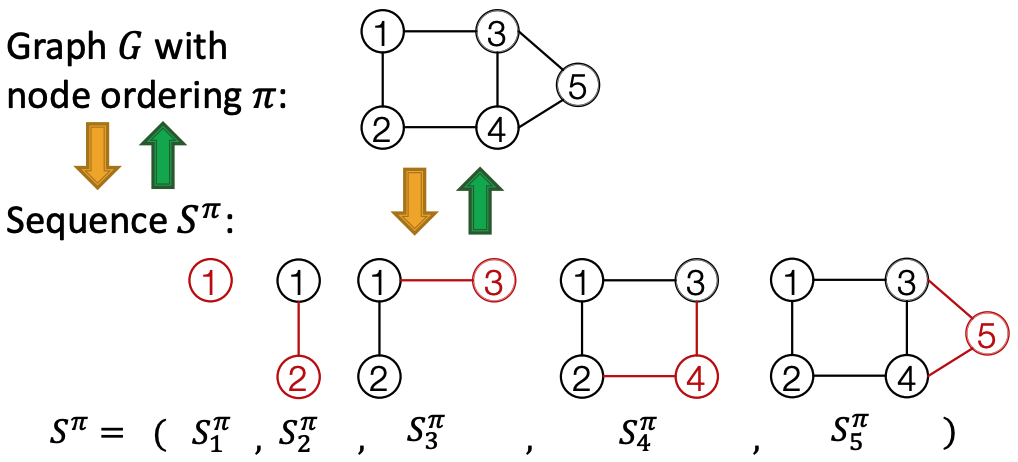 Graph G with
node ordering π:
1 3
5
2 4
Sequence S^π:
1 1 1 3 1 3 1 3
5
2 2 2 4 2 4
S^π = ( S_1^π , S_2^π , S_3^π , S_4^π , S_5^π )